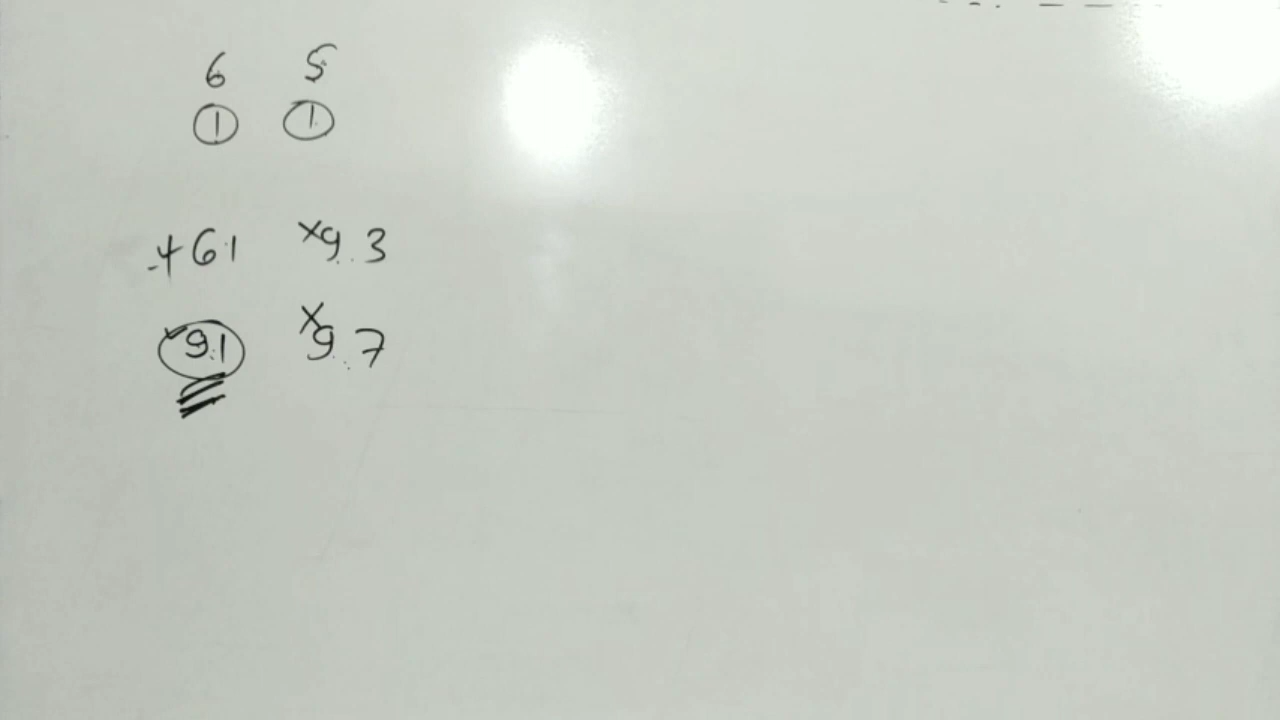 6 5
1 1
+ 6.1 × 9.3
✓ 9.1 × 9.7